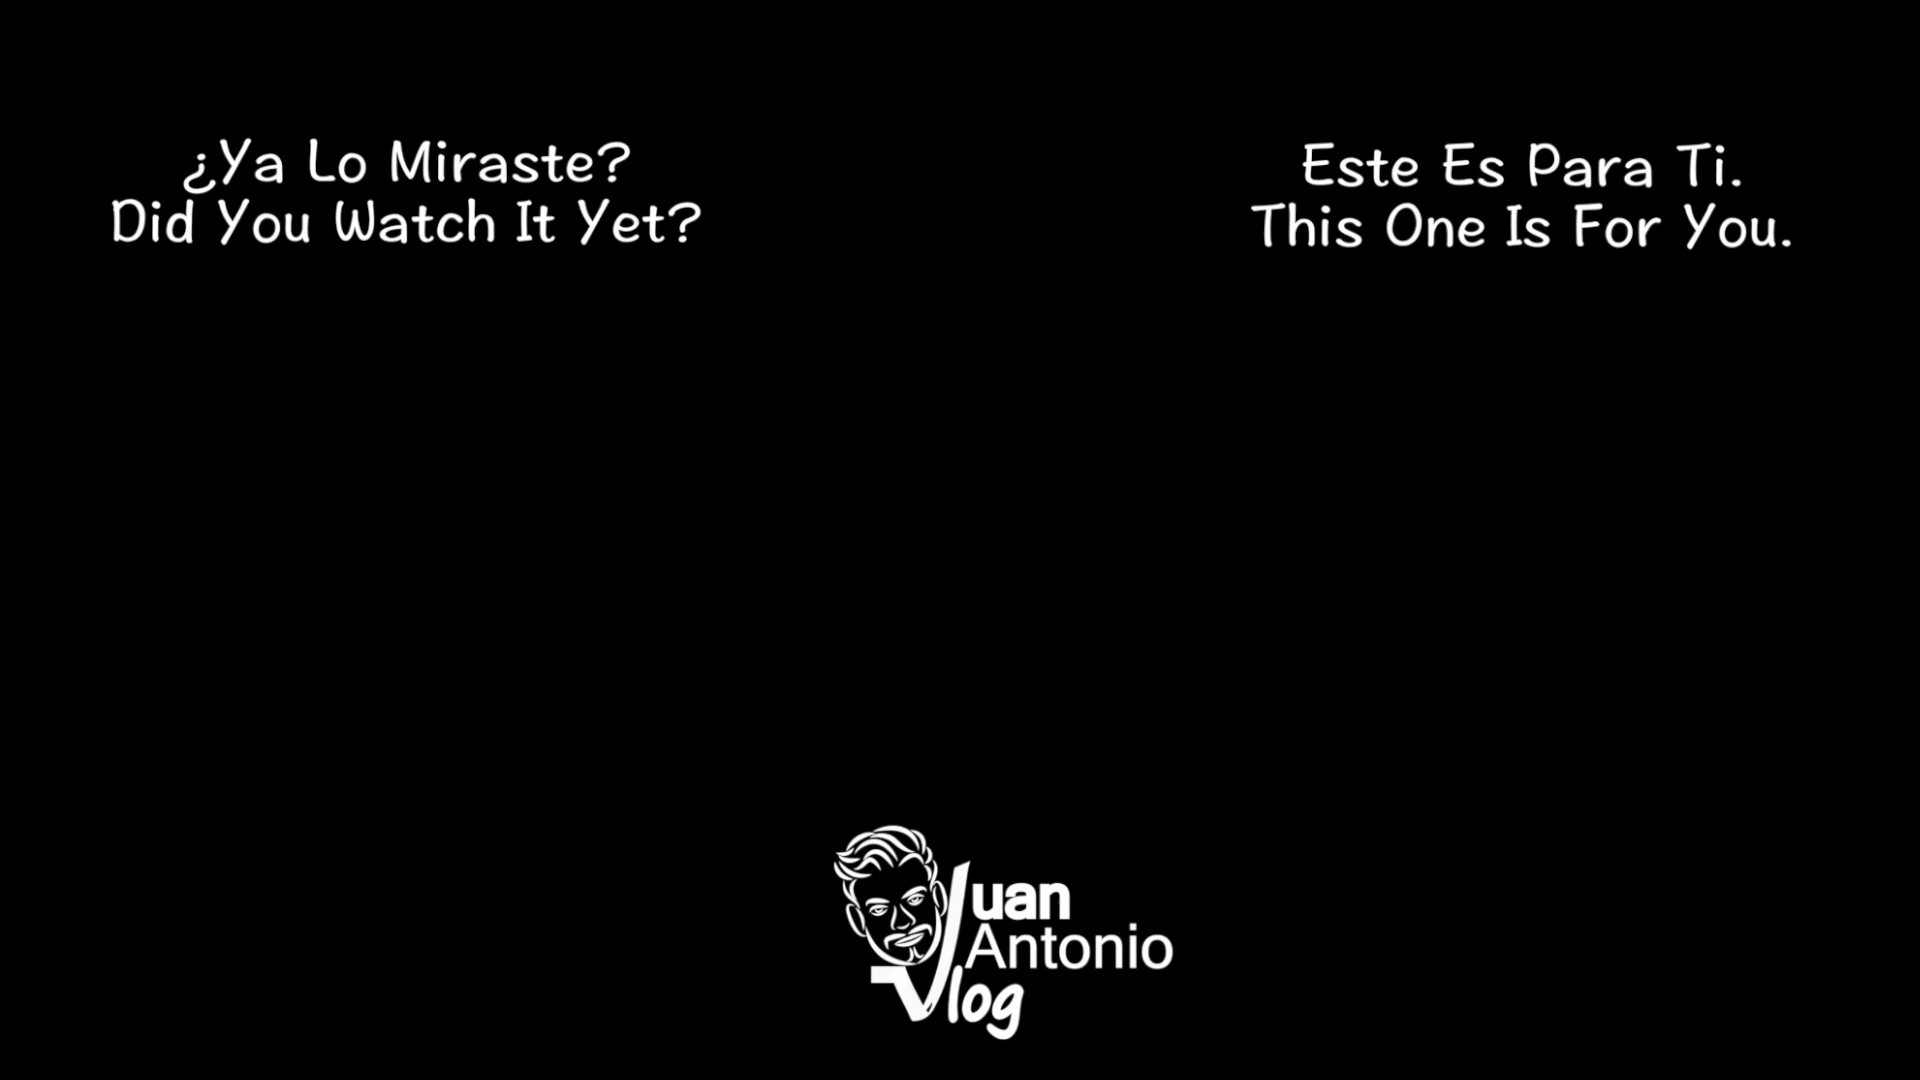 ¿Ya Lo Miraste?
Did You Watch It Yet?
Este Es Para Ti.
This One Is For You.
Juan
Antonio
Vlog